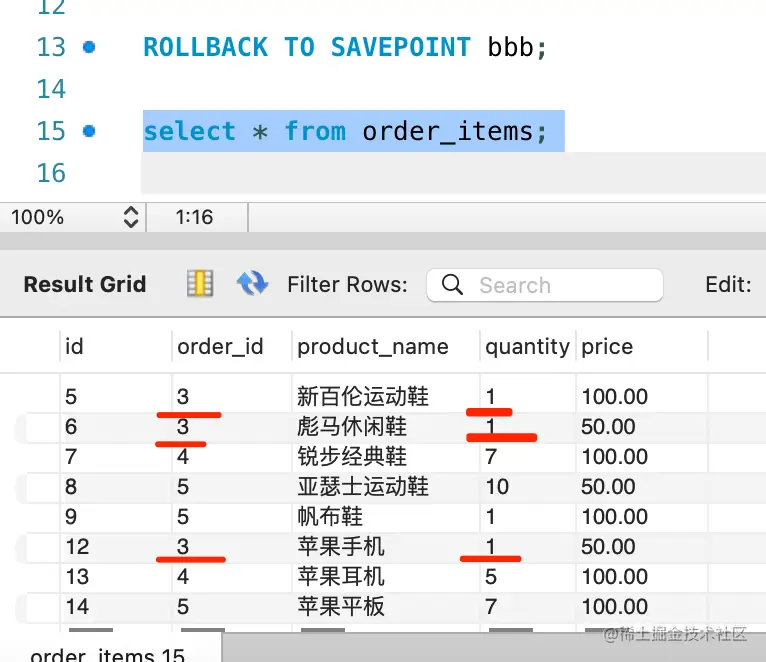 12
13 ROLLBACK TO SAVEPOINT bbb;
14
15 select * from order_items;
16
100% 1:16
Result Grid Filter Rows: Search Edit:
id order_id product_name quantity price
5 3 新百伦运动鞋 1 100.00
6 3 彪马休闲鞋 1 50.00
7 4 锐步经典鞋 7 100.00
8 5 亚瑟士运动鞋 10 50.00
9 5 帆布鞋 1 100.00
12 3 苹果手机 1 50.00
13 4 苹果耳机 5 100.00
14 5 苹果平板 7 100.00
@稀土掘金技术社区
order_items 15